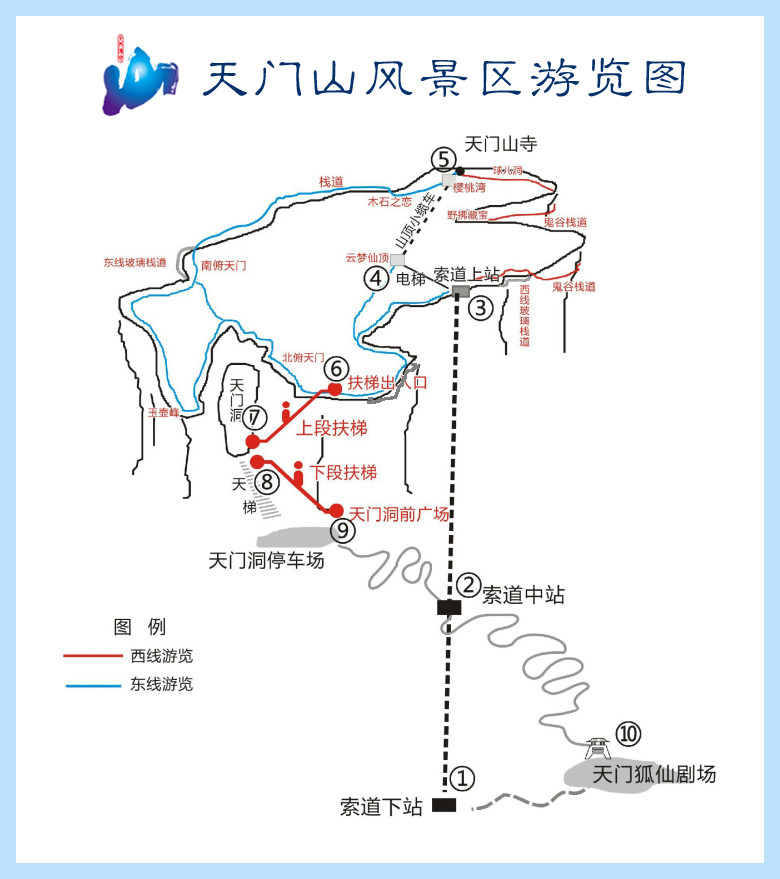 天门山风景区游览图
天门山寺
⑤
球儿洞
栈道
樱桃湾
木石之恋
野拂藏宝
鬼谷栈道
山顶小缆车
东线玻璃栈道
南俯天门
云梦仙顶
④
电梯
索道上站
③
西线玻璃栈道
鬼谷栈道
北俯天门
⑥
扶梯出入口
天门洞
⑦
玉壶峰
上段扶梯
下段扶梯
⑧
天梯
天门洞前广场
⑨
天门洞停车场
②
索道中站
图 例
西线游览
东线游览
⑩
天门狐仙剧场
①
索道下站